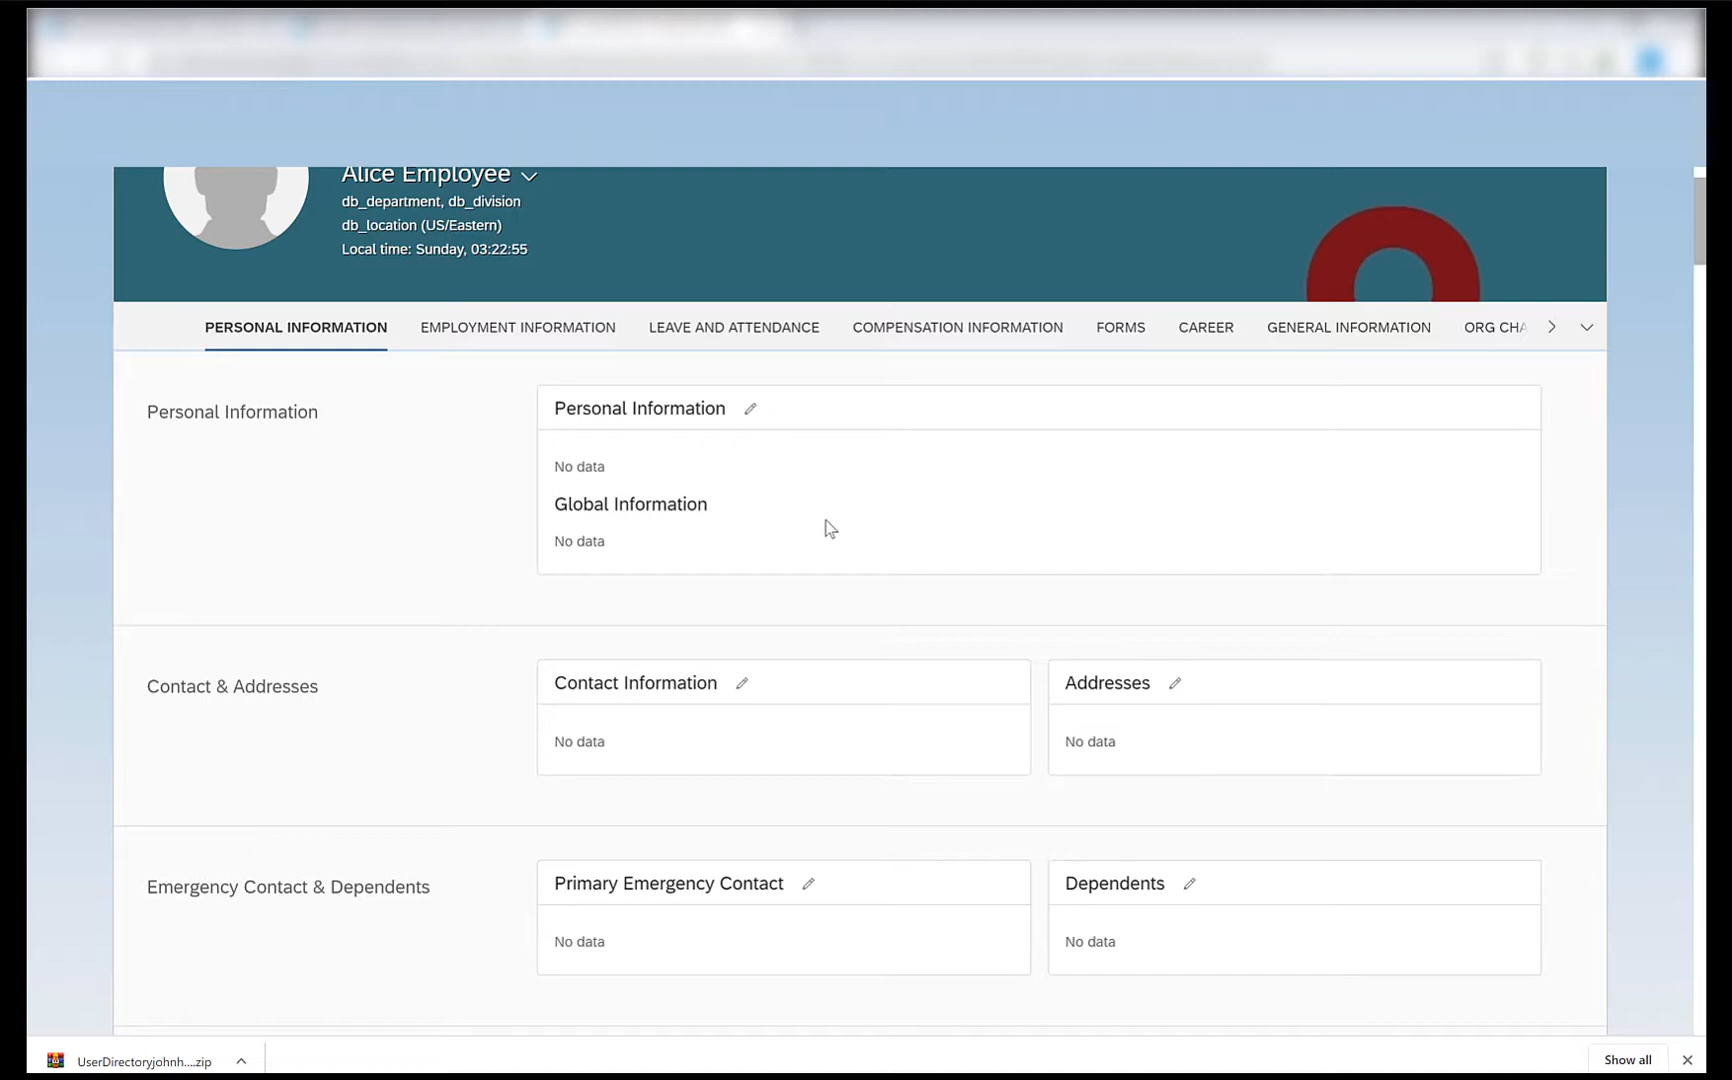 Alice Employee
db_department, db_division
db_location (US/Eastern)
Local time: Sunday, 03:22:55
PERSONAL INFORMATION EMPLOYMENT INFORMATION LEAVE AND ATTENDANCE COMPENSATION INFORMATION FORMS CAREER GENERAL INFORMATION ORG CHA
Personal Information
Personal Information
No data
Global Information
No data
Contact & Addresses
Contact Information
No data
Addresses
No data
Emergency Contact & Dependents
Primary Emergency Contact
No data
Dependents
No data
UserDirectoryjohnh....zip
Show all